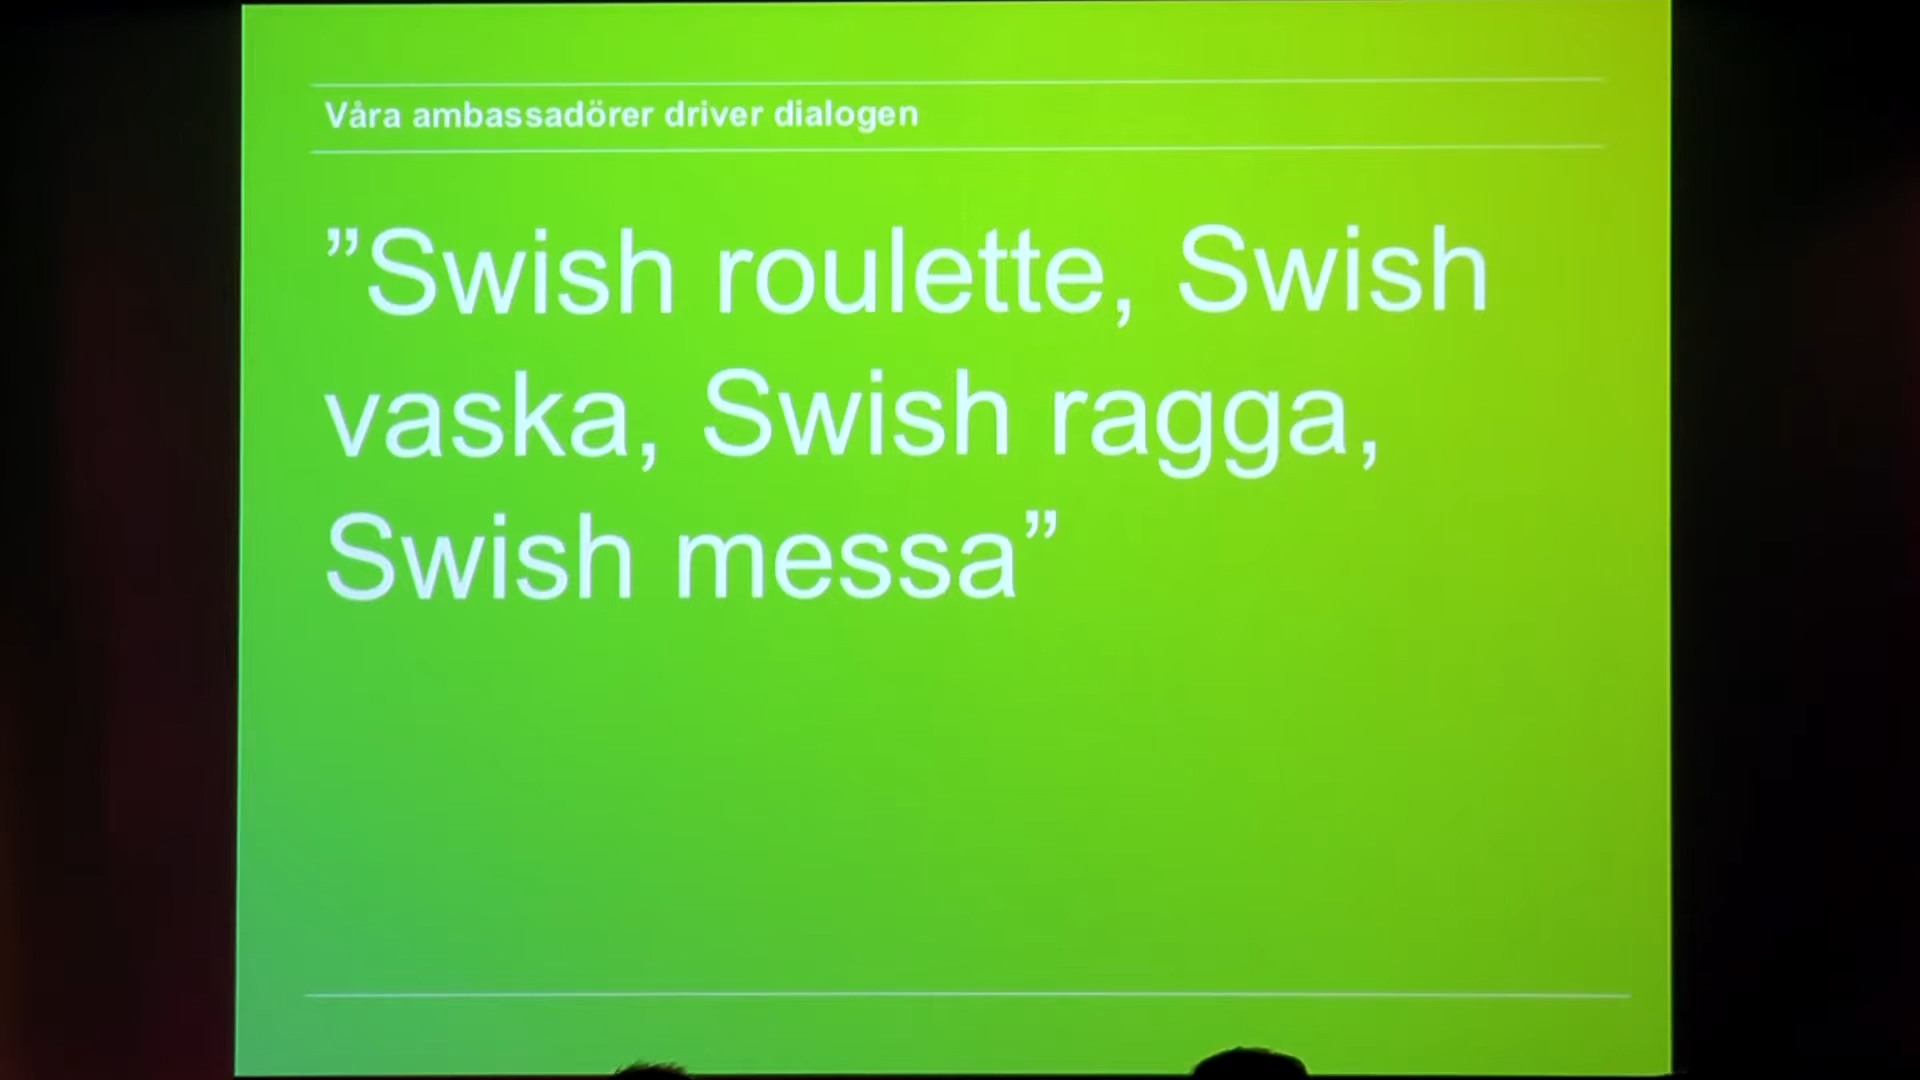 Våra ambassadörer driver dialogen
”Swish roulette, Swish
vaska, Swish ragga,
Swish messa”